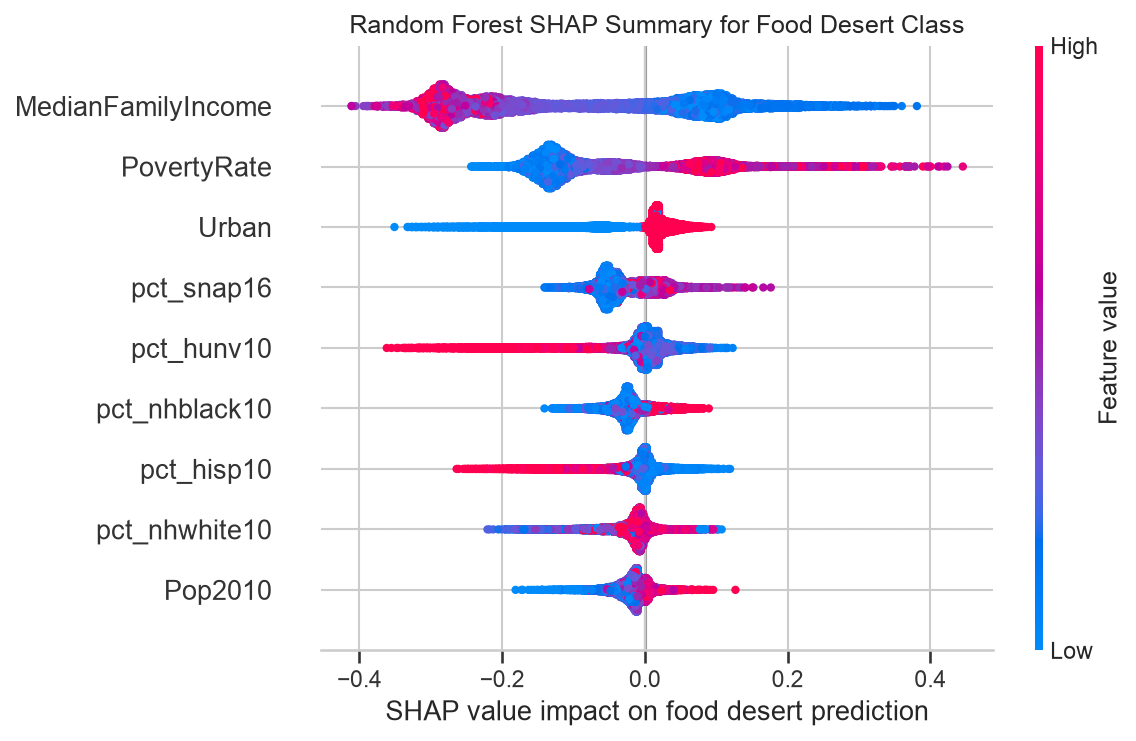 Random Forest SHAP Summary for Food Desert Class
High
MedianFamilyIncome
PovertyRate
Urban
pct_snap16
pct_hunv10
pct_nhblack10
pct_hisp10
pct_nhwhite10
Pop2010
Feature value
Low
−0.4 −0.2 0.0 0.2 0.4
SHAP value impact on food desert prediction